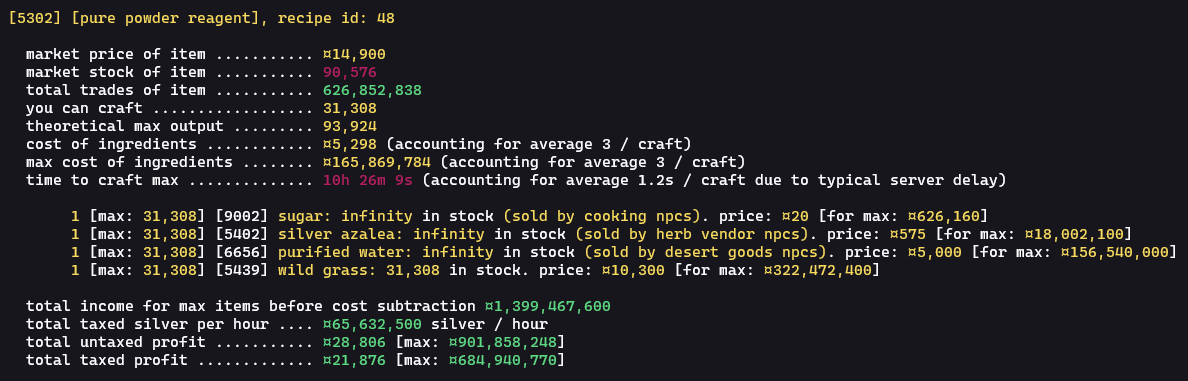 [5302] [pure powder reagent], recipe id: 48
market price of item ........... ¤14,900
market stock of item ........... 90,576
total trades of item ........... 626,852,838
you can craft .................. 31,308
theoretical max output ......... 93,924
cost of ingredients ............ ¤5,298 (accounting for average 3 / craft)
max cost of ingredients ........ ¤165,869,784 (accounting for average 3 / craft)
time to craft max .............. 10h 26m 9s (accounting for average 1.2s / craft due to typical server delay)
1 [max: 31,308] [9002] sugar: infinity in stock (sold by cooking npcs). price: ¤20 [for max: ¤626,160]
1 [max: 31,308] [5402] silver azalea: infinity in stock (sold by herb vendor npcs). price: ¤575 [for max: ¤18,002,100]
1 [max: 31,308] [6656] purified water: infinity in stock (sold by desert goods npcs). price: ¤5,000 [for max: ¤156,540,000]
1 [max: 31,308] [5439] wild grass: 31,308 in stock. price: ¤10,300 [for max: ¤322,472,400]
total income for max items before cost subtraction ¤1,399,467,600
total taxed silver per hour .... ¤65,632,500 silver / hour
total untaxed profit ........... ¤28,806 [max: ¤901,858,248]
total taxed profit ............. ¤21,876 [max: ¤684,940,770]